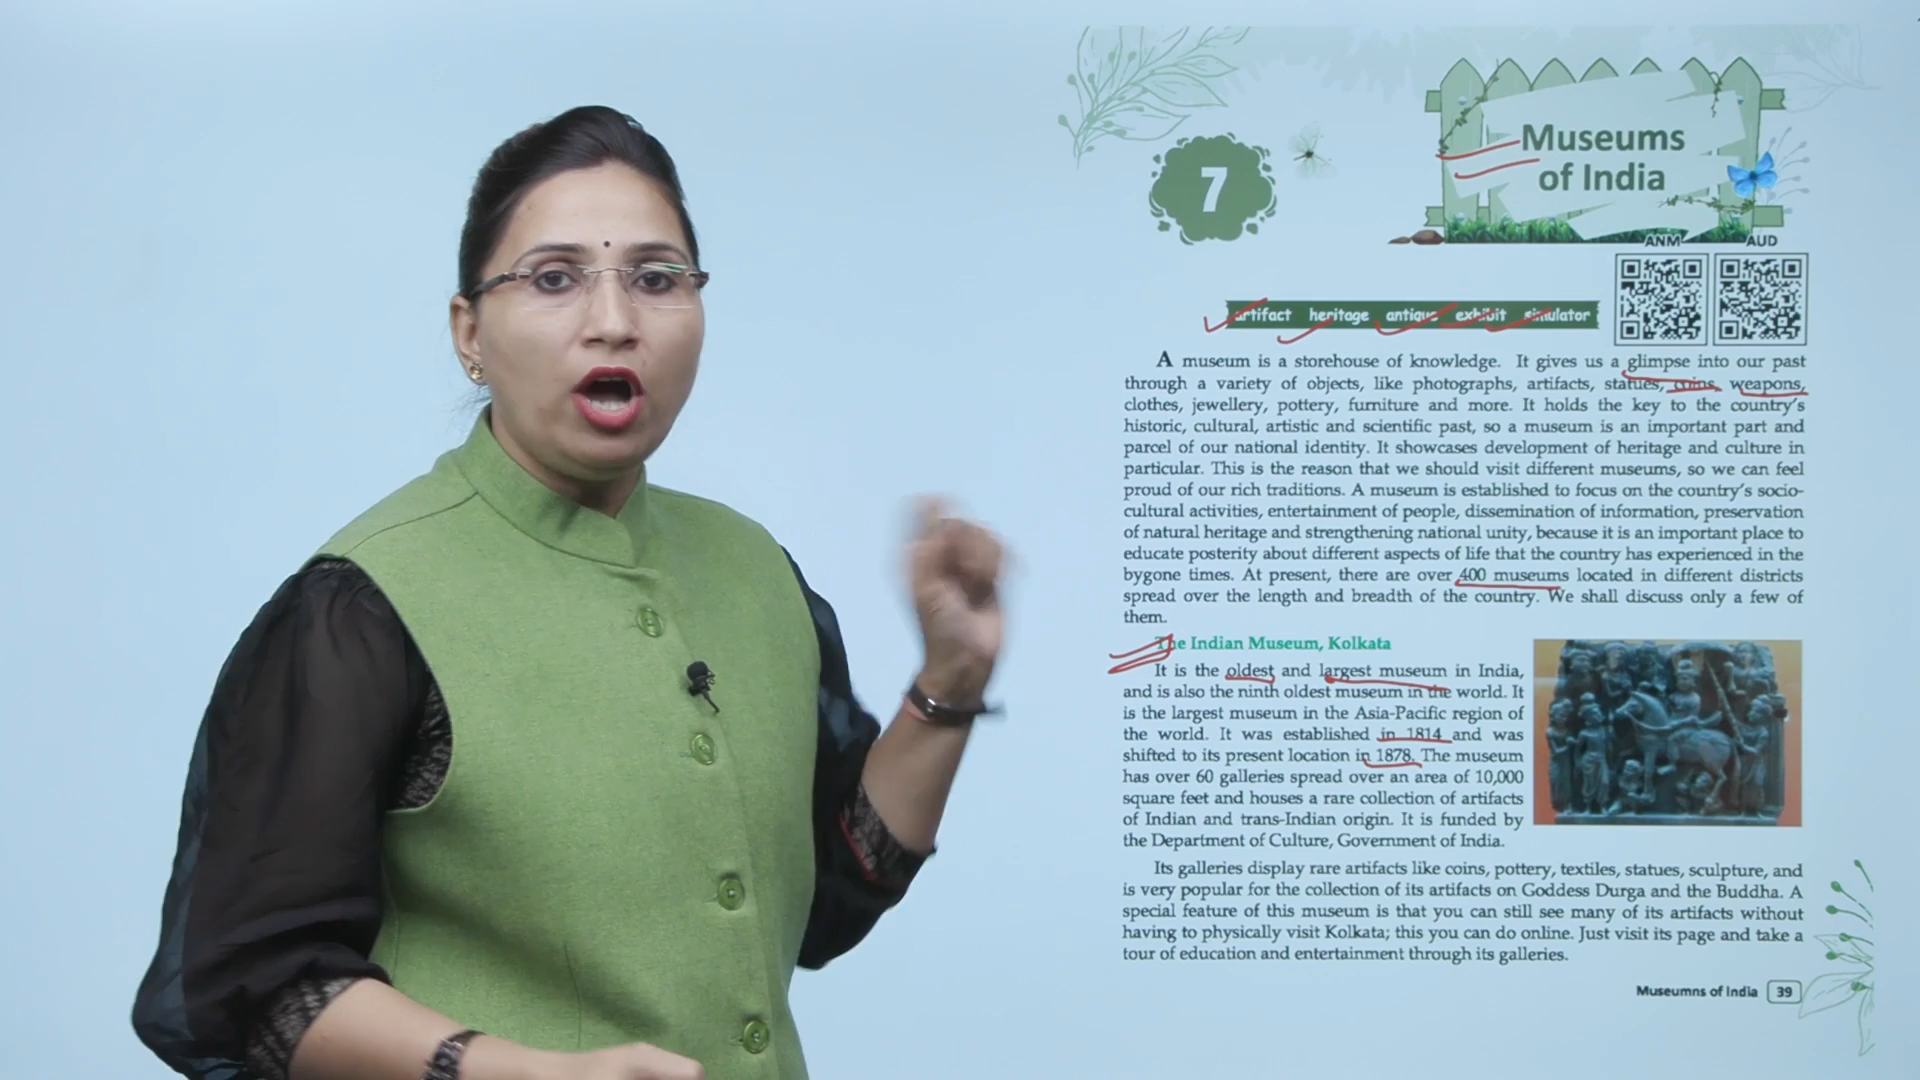 7
Museums
of India
ANM AUD
artifact heritage antique exhibit simulator
A museum is a storehouse of knowledge. It gives us a glimpse into our past
through a variety of objects, like photographs, artifacts, statues, coins, weapons,
clothes, jewellery, pottery, furniture and more. It holds the key to the country's
historic, cultural, artistic and scientific past, so a museum is an important part and
parcel of our national identity. It showcases development of heritage and culture in
particular. This is the reason that we should visit different museums, so we can feel
proud of our rich traditions. A museum is established to focus on the country's socio-
cultural activities, entertainment of people, dissemination of information, preservation
of natural heritage and strengthening national unity, because it is an important place to
educate posterity about different aspects of life that the country has experienced in the
bygone times. At present, there are over 400 museums located in different districts
spread over the length and breadth of the country. We shall discuss only a few of
them.
The Indian Museum, Kolkata
It is the oldest and largest museum in India,
and is also the ninth oldest museum in the world. It
is the largest museum in the Asia-Pacific region of
the world. It was established in 1814 and was
shifted to its present location in 1878. The museum
has over 60 galleries spread over an area of 10,000
square feet and houses a rare collection of artifacts
of Indian and trans-Indian origin. It is funded by
the Department of Culture, Government of India.
Its galleries display rare artifacts like coins, pottery, textiles, statues, sculpture, and
is very popular for the collection of its artifacts on Goddess Durga and the Buddha. A
special feature of this museum is that you can still see many of its artifacts without
having to physically visit Kolkata; this you can do online. Just visit its page and take a
tour of education and entertainment through its galleries.
Museumns of India 39